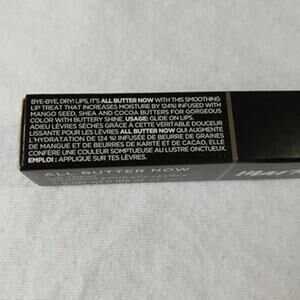 BYE-BYE, DRY! LIPS, IT'S ALL BUTTER NOW WITH THIS SMOOTHING
LIP TREAT THAT INCREASES MOISTURE BY 124%! INFUSED WITH
MANGO SEED, SHEA AND COCOA BUTTERS FOR GORGEOUS
COLOR WITH BUTTERY SHINE. USAGE: GLIDE ON LIPS.
ADIEU LÈVRES SÈCHES GRÂCE À CETTE VÉRITABLE DOUCEUR
LISSANTE POUR LES LÈVRES ALL BUTTER NOW QUI AUGMENTE
L'HYDRATATION DE 124 %! INFUSÉE DE BEURRE DE GRAINES
DE MANGUE ET DE BEURRES DE KARITÉ ET DE CACAO, ELLE
CONFÈRE UNE COULEUR SOMPTUEUSE AU LUSTRE ONCTUEUX.
EMPLOI : APPLIQUE SUR TES LÈVRES.
ALL BUTTER NOW